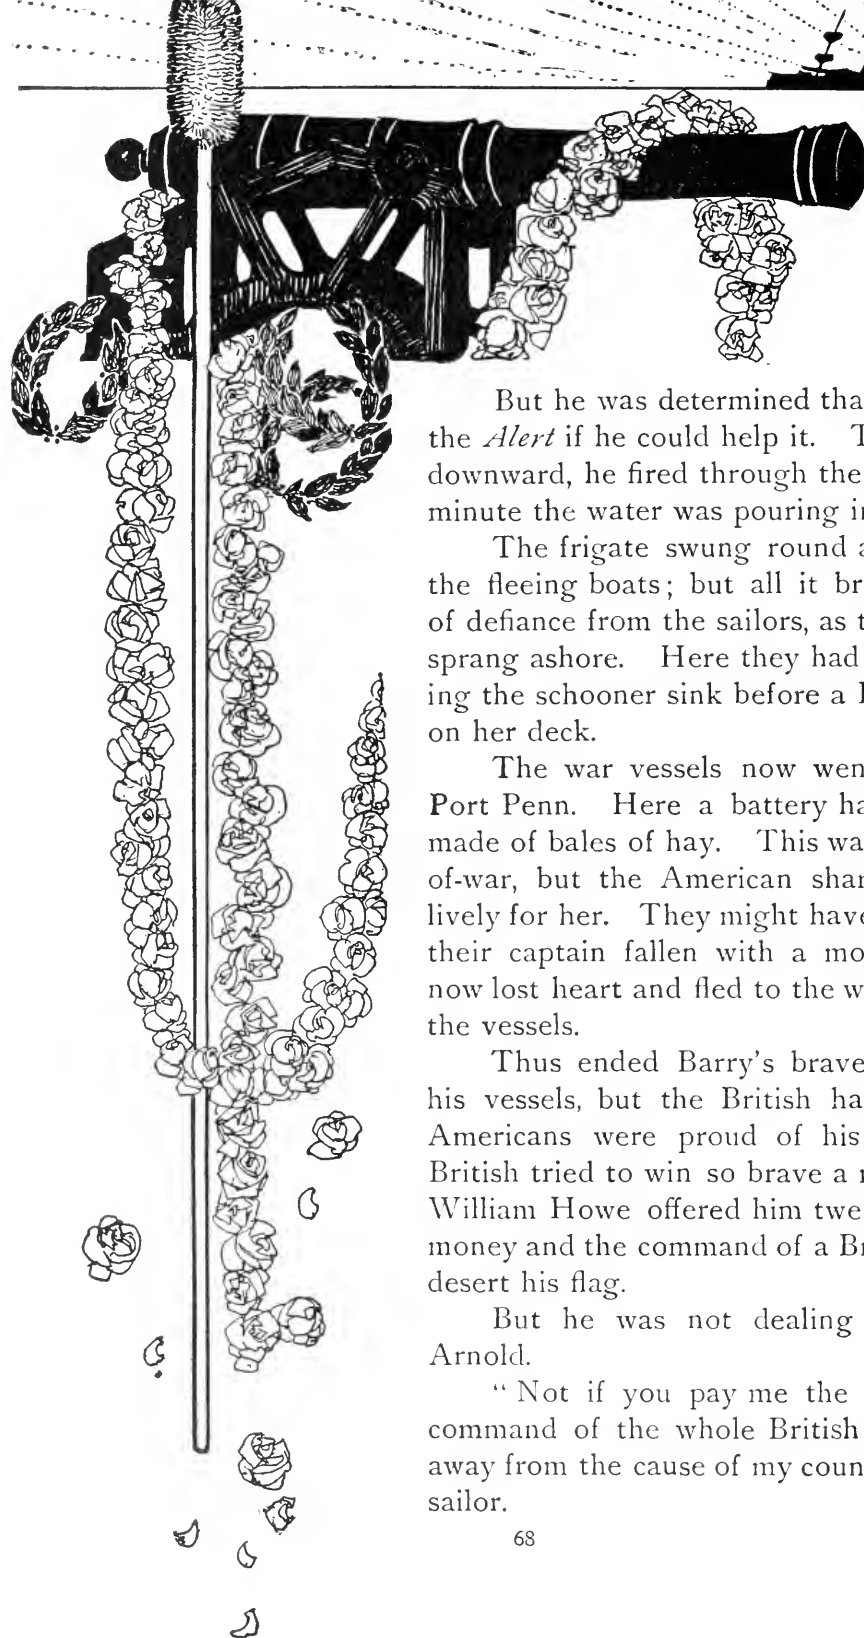 But he was determined tha
the Alert if he could help it. T
downward, he fired through the
minute the water was pouring i
The frigate swung round a
the fleeing boats; but all it br
of defiance from the sailors, as t
sprang ashore. Here they had
ing the schooner sink before a
on her deck.
The war vessels now wen
Port Penn. Here a battery ha
made of bales of hay. This wa
of-war, but the American shar
lively for her. They might have
their captain fallen with a mo
now lost heart and fled to the w
the vessels.
Thus ended Barry's brave
his vessels, but the British ha
Americans were proud of his
British tried to win so brave a
William Howe offered him twe
money and the command of a B
desert his flag.
But he was not dealing
Arnold.
“ Not if you pay me the
command of the whole British
away from the cause of my coun
sailor.
68